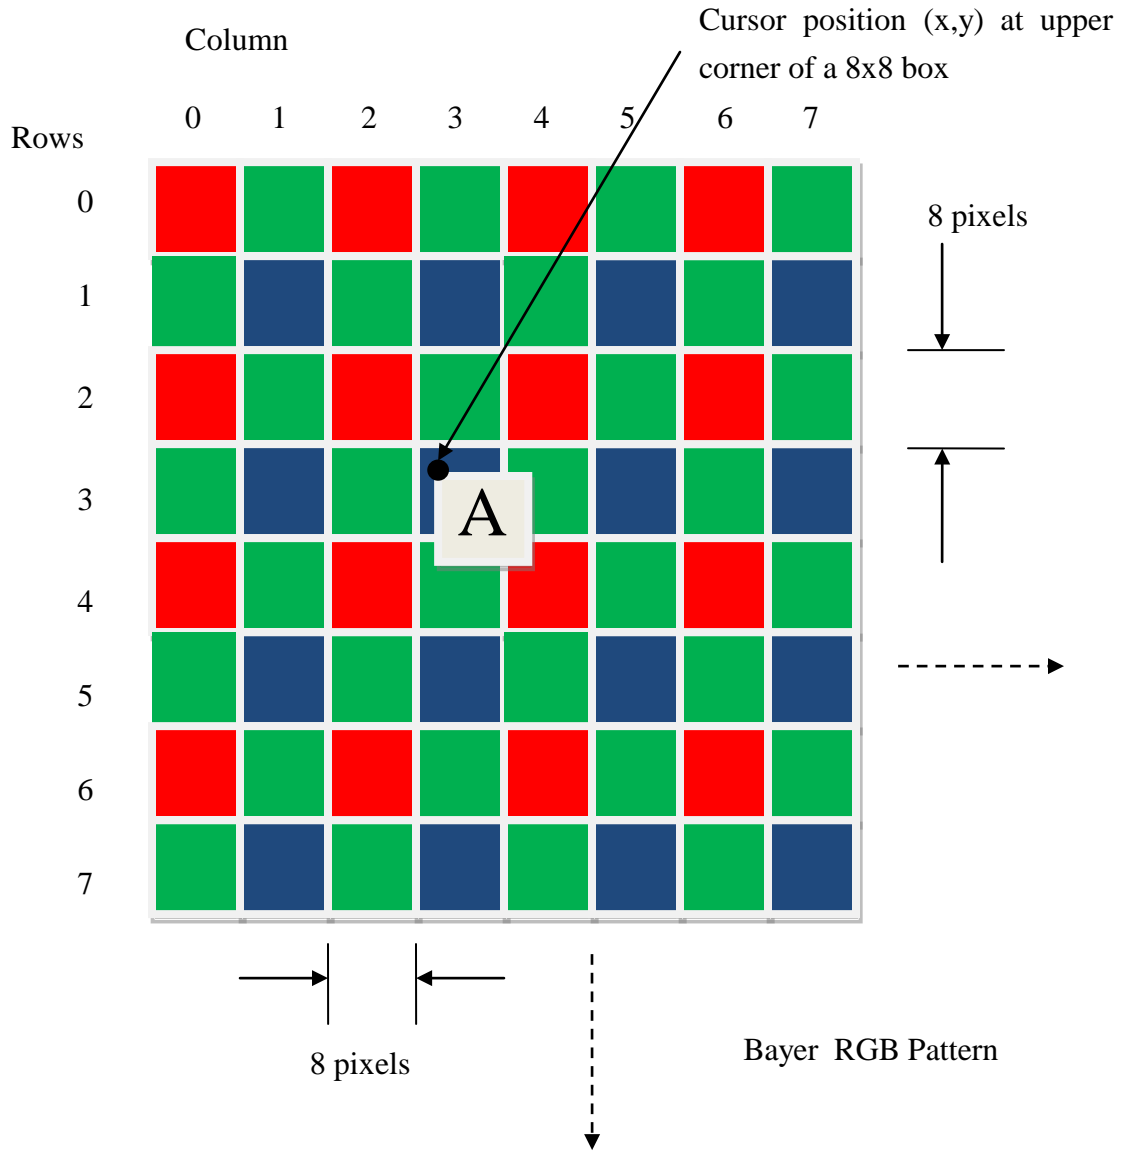 Cursor position (x,y) at upper
corner of a 8x8 box
Column
0 1 2 3 4 5 6 7
Rows
0
8 pixels
1
2
3
A
4
5
6
7
8 pixels
Bayer RGB Pattern